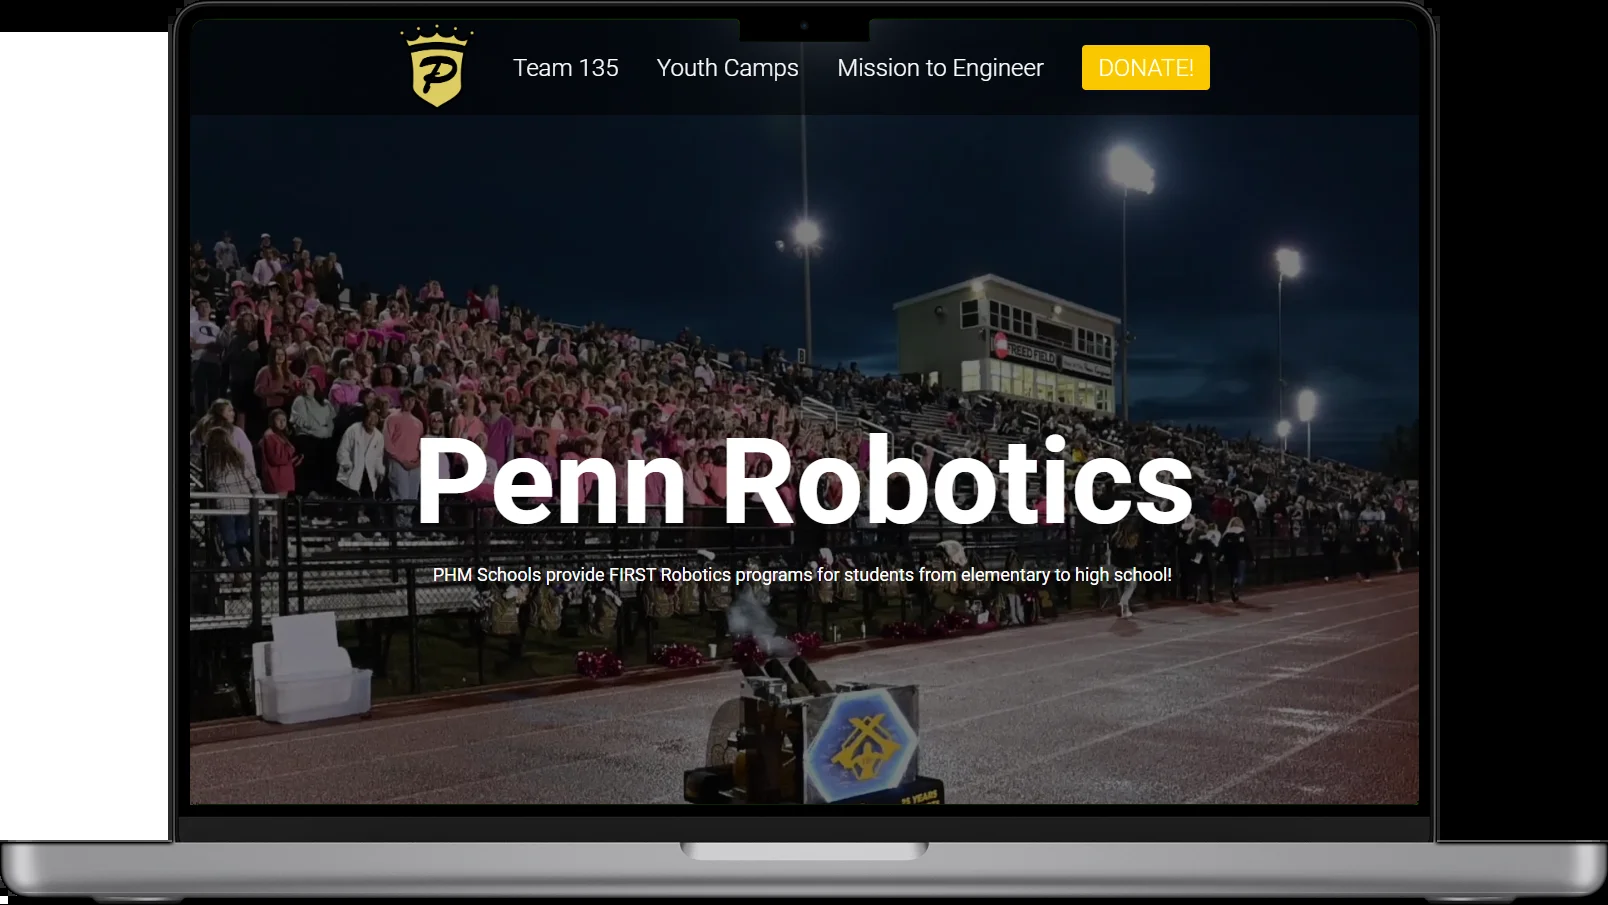 P
Team 135 Youth Camps Mission to Engineer DONATE!
FREED FIELD
Penn Robotics
PHM Schools provide FIRST Robotics programs for students from elementary to high school!
25 YEARS